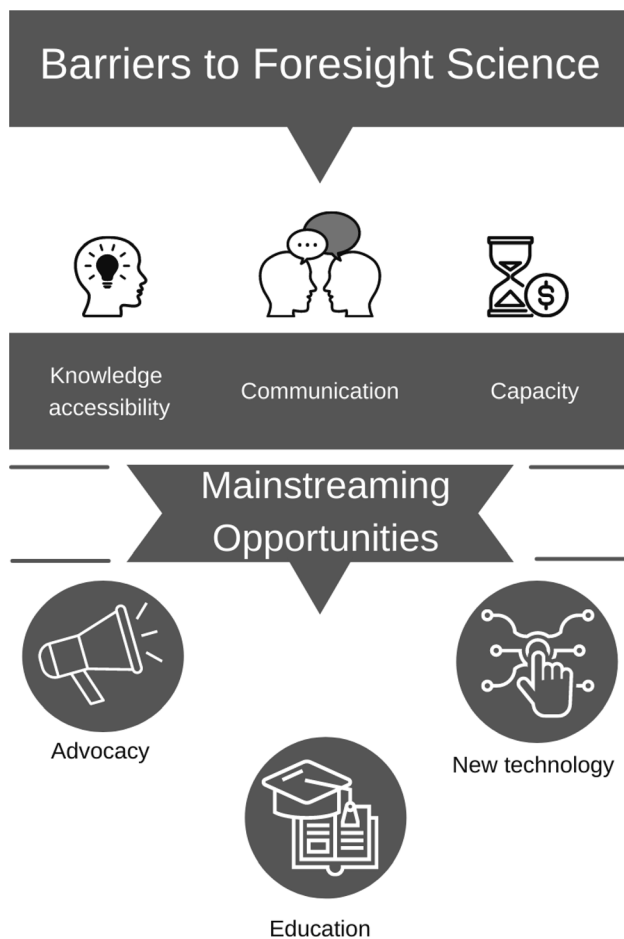 Barriers to Foresight Science
Knowledge
accessibility
Communication
Capacity
Mainstreaming
Opportunities
Advocacy
New technology
Education